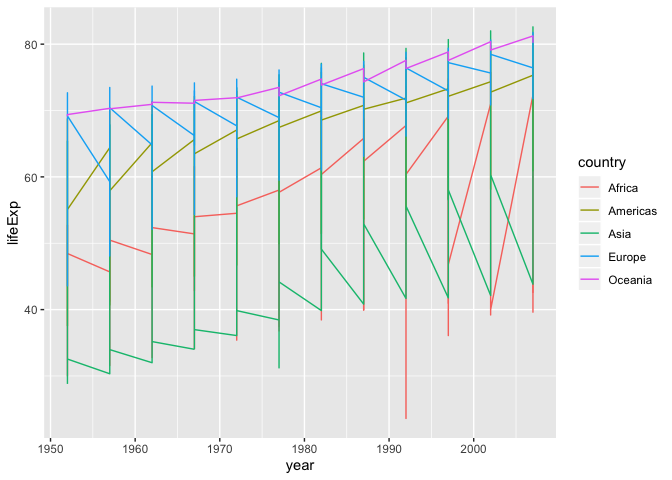 80
60
40
lifeExp
1950
1960
1970
1980
1990
2000
year
country
Africa
Americas
Asia
Europe
Oceania